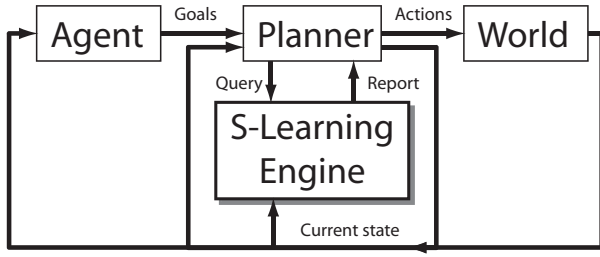 Goals
Actions
Agent
Planner
World
Query
Report
S-Learning
Engine
Current state